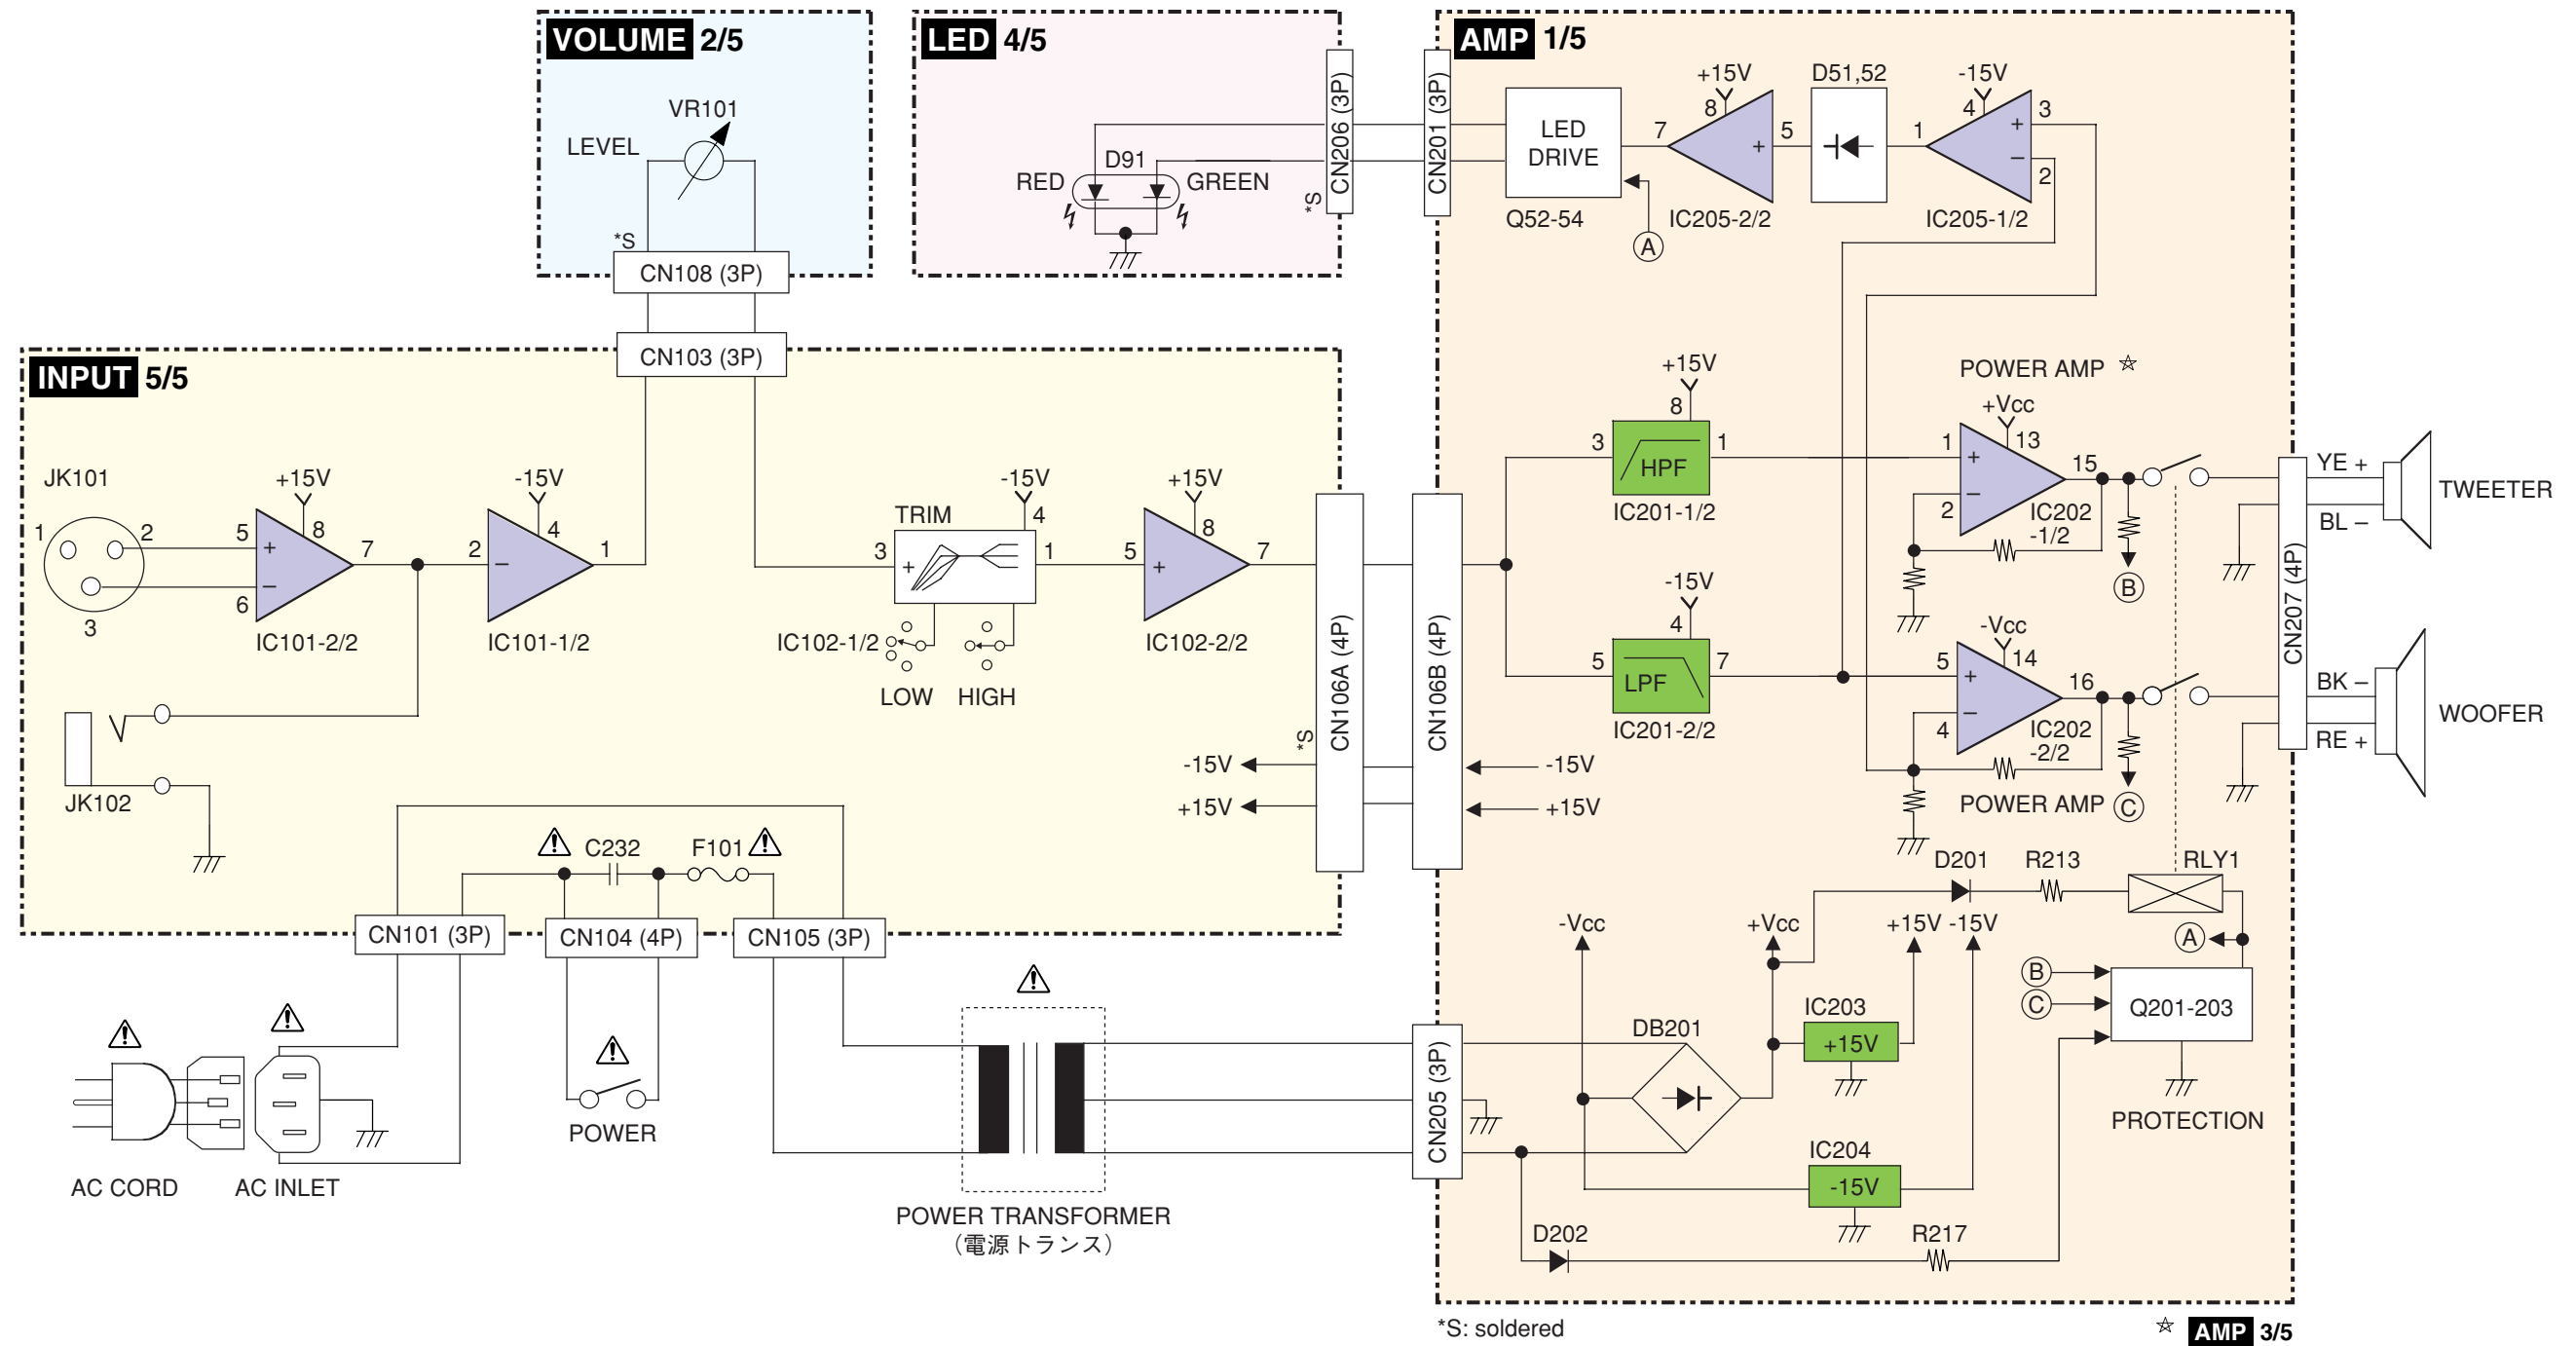 VOLUME 2/5
VR101
LEVEL
*S
CN108 (3P)
LED 4/5
D91
RED
GREEN
*S
CN206 (3P)
CN201 (3P)
AMP 1/5
LED
DRIVE
Q52-54
A
+15V
8
7
+
5
IC205-2/2
D51,52
-15V
4
1
+
3
−
2
IC205-1/2
INPUT 5/5
CN103 (3P)
JK101
1
2
3
5
+
−
6
+15V
8
7
IC101-2/2
2
−
-15V
4
1
IC101-1/2
JK102
TRIM
3
+
-15V
4
1
IC102-1/2
LOW
HIGH
5
+
+15V
8
7
IC102-2/2
*S
-15V
+15V
CN106A (4P)
CN106B (4P)
-15V
+15V
+15V
8
3
HPF
1
IC201-1/2
-15V
4
5
LPF
7
IC201-2/2
POWER AMP ☆
+Vcc
13
1
+
−
2
15
IC202
-1/2
B
-Vcc
14
5
+
−
4
16
IC202
-2/2
POWER AMP
C
CN207 (4P)
YE +
BL –
TWEETER
BK –
RE +
WOOFER
C232
F101
CN101 (3P)
CN104 (4P)
CN105 (3P)
AC CORD
AC INLET
POWER
POWER TRANSFORMER
（電源トランス）
CN205 (3P)
-Vcc
+Vcc
+15V
-15V
DB201
IC203
+15V
IC204
-15V
D201
R213
RLY1
A
B
C
Q201-203
PROTECTION
D202
R217
*S: soldered
☆ AMP 3/5